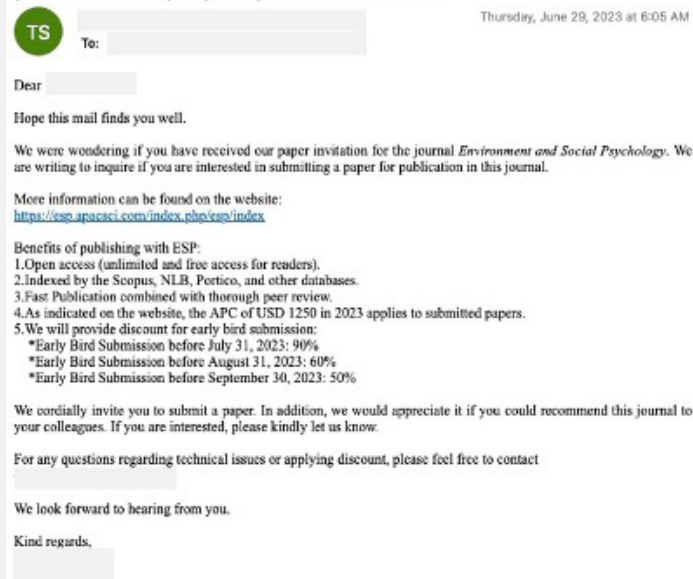 Thursday, June 29, 2023 at 6:05 AM
TS
To:
Dear
Hope this mail finds you well.
We were wondering if you have received our paper invitation for the journal Environment and Social Psychology. We
are writing to inquire if you are interested in submitting a paper for publication in this journal.
More information can be found on the website:
https://esp.apacsci.com/index.php/esp/index
Benefits of publishing with ESP:
1.Open access (unlimited and free access for readers).
2.Indexed by the Scopus, NLB, Portico, and other databases.
3.Fast Publication combined with thorough peer review.
4.As indicated on the website, the APC of USD 1250 in 2023 applies to submitted papers.
5.We will provide discount for early bird submission:
*Early Bird Submission before July 31, 2023: 90%
*Early Bird Submission before August 31, 2023: 60%
*Early Bird Submission before September 30, 2023: 50%
We cordially invite you to submit a paper. In addition, we would appreciate it if you could recommend this journal to
your colleagues. If you are interested, please kindly let us know.
For any questions regarding technical issues or applying discount, please feel free to contact
We look forward to hearing from you.
Kind regards,